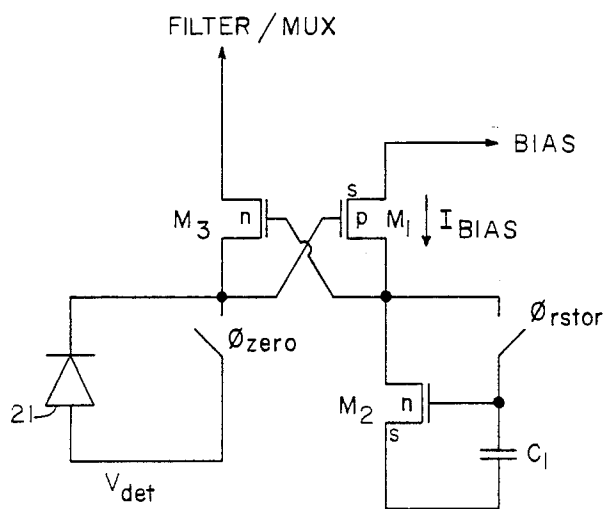 FILTER / MUX
BIAS
M3
n
s
p
M1
IBIAS
Øzero
Ørstor
21
M2
n
s
C1
Vdet